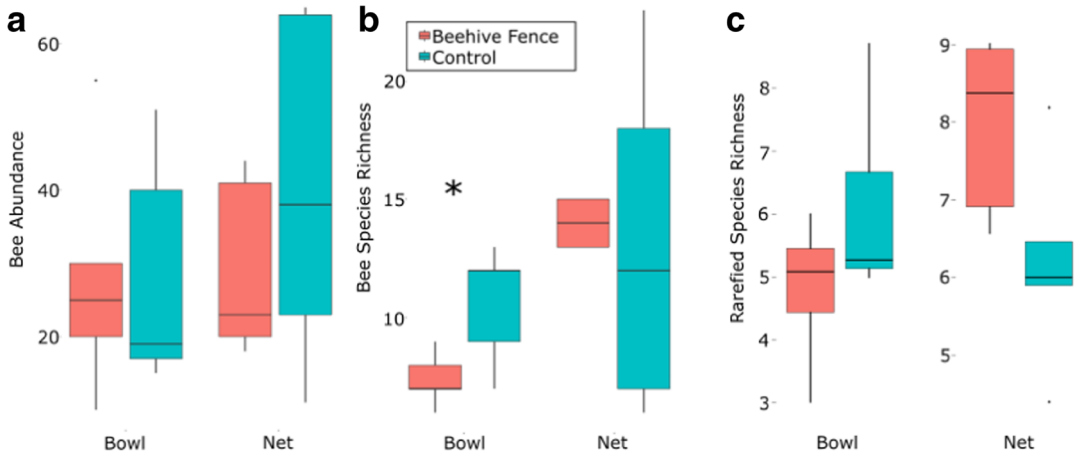 a
b
c
Bee Abundance
60
40
20
Bowl
Net
Beehive Fence
Control
Bee Species Richness
20
15
10
*
Bowl
Net
Rarefied Species Richness
8
7
6
5
4
3
9
8
7
6
5
Bowl
Net